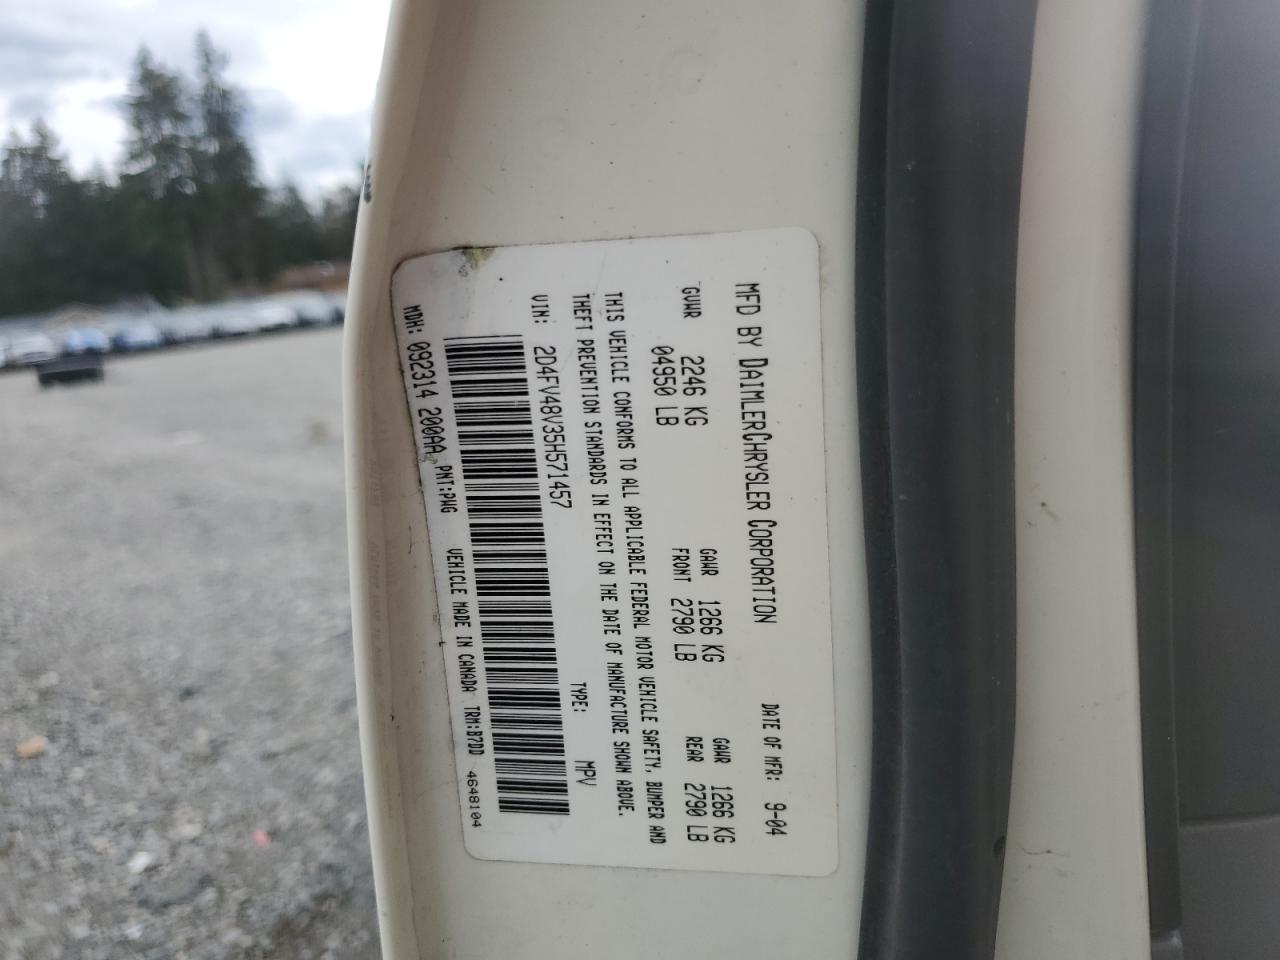 MFD BY DAIMLERCHRYSLER CORPORATION DATE OF MFR: 9-04
GVWR 2246 KG GAWR 1266 KG GAWR 1266 KG
04950 LB FRONT 2790 LB REAR 2790 LB
THIS VEHICLE CONFORMS TO ALL APPLICABLE FEDERAL MOTOR VEHICLE SAFETY, BUMPER AND
THEFT PREVENTION STANDARDS IN EFFECT ON THE DATE OF MANUFACTURE SHOWN ABOVE.
VIN: 2D4FV48V35H571457 TYPE: MPV
MDH: 092314 200AA PNT:PWG VEHICLE MADE IN CANADA TRM:B7DD 4648104